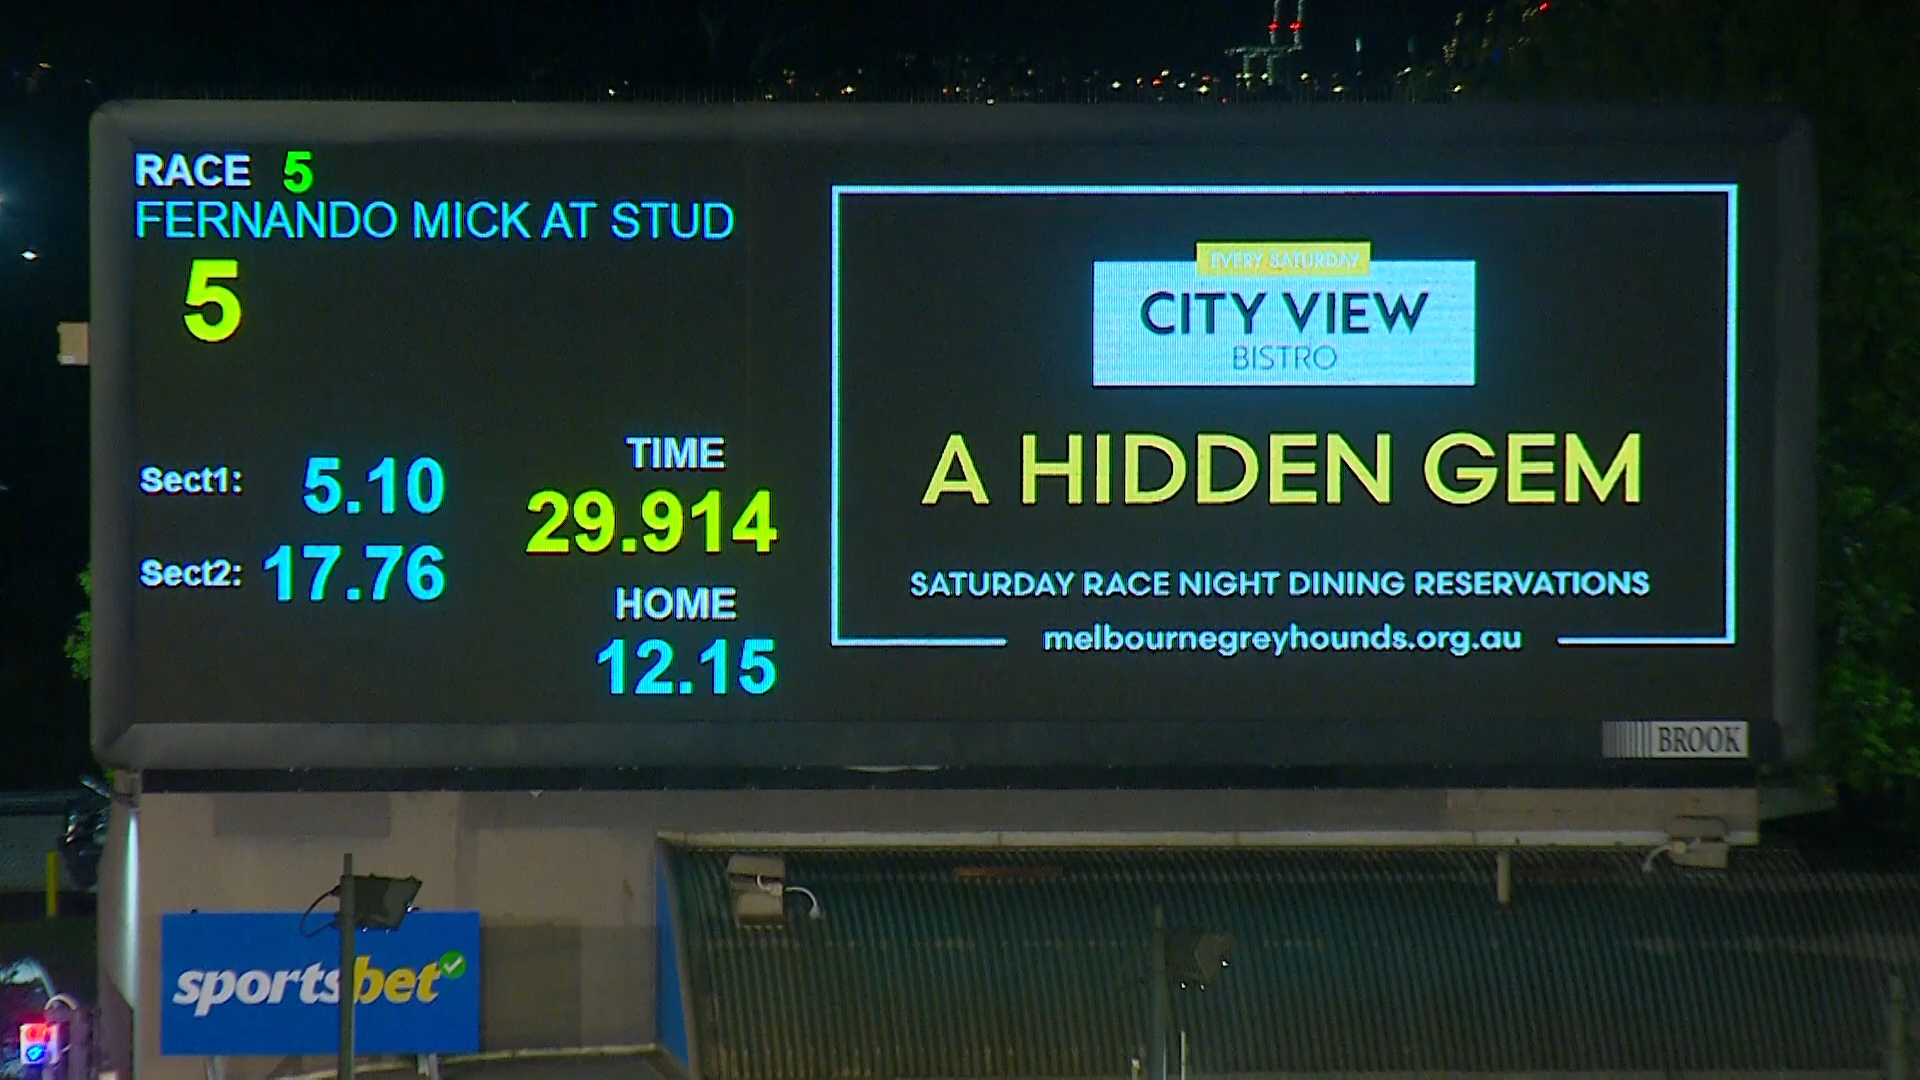 RACE 5
FERNANDO MICK AT STUD
5
Sect1: 5.10
Sect2: 17.76
TIME
29.914
HOME
12.15
EVERY SATURDAY
CITY VIEW
BISTRO
A HIDDEN GEM
SATURDAY RACE NIGHT DINING RESERVATIONS
melbournegreyhounds.org.au
BROOK
sportsbet